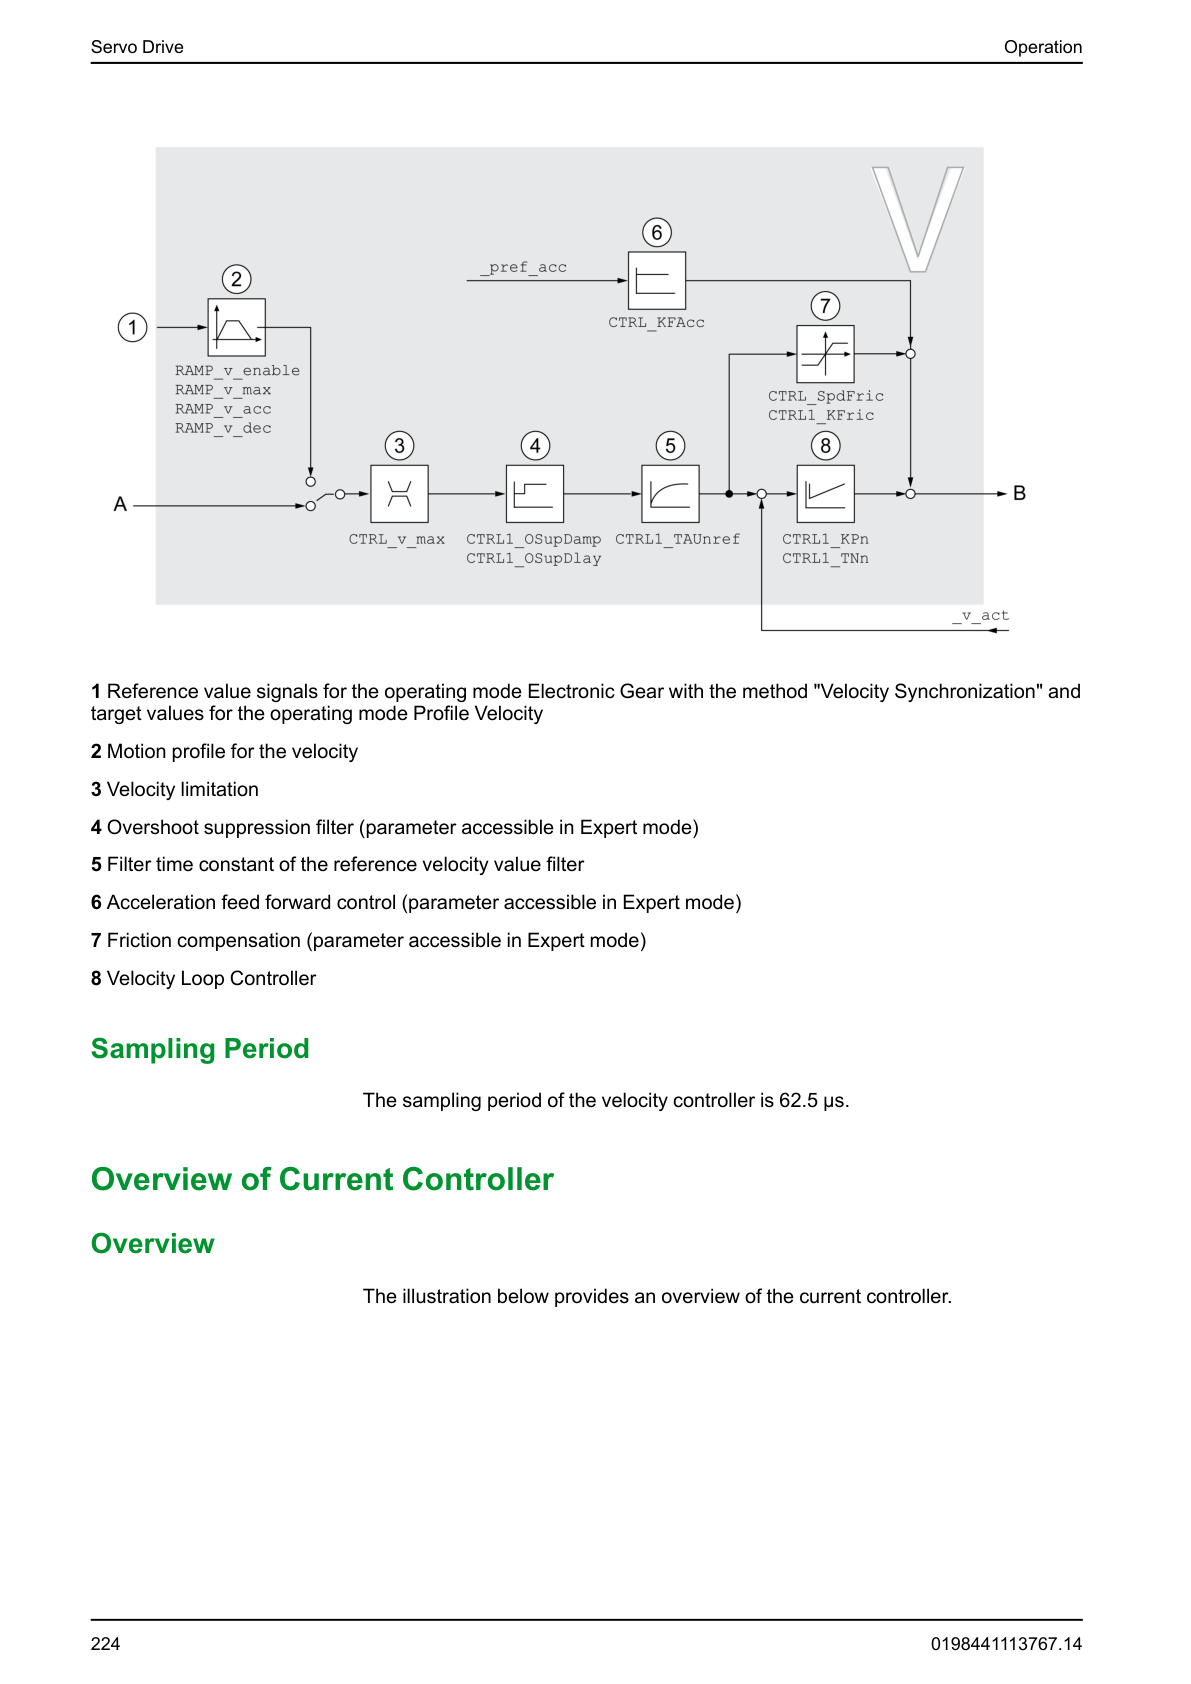 Servo Drive
Operation
V
6
_pref_acc
CTRL_KFAcc
2
1
RAMP_v_enable
RAMP_v_max
RAMP_v_acc
RAMP_v_dec
7
CTRL_SpdFric
CTRL1_KFric
3
4
5
8
A
B
CTRL_v_max
CTRL1_OSupDamp
CTRL1_OSupDlay
CTRL1_TAUnref
CTRL1_KPn
CTRL1_TNn
_v_act
1 Reference value signals for the operating mode Electronic Gear with the method "Velocity Synchronization" and
target values for the operating mode Profile Velocity
2 Motion profile for the velocity
3 Velocity limitation
4 Overshoot suppression filter (parameter accessible in Expert mode)
5 Filter time constant of the reference velocity value filter
6 Acceleration feed forward control (parameter accessible in Expert mode)
7 Friction compensation (parameter accessible in Expert mode)
8 Velocity Loop Controller
Sampling Period
The sampling period of the velocity controller is 62.5 µs.
Overview of Current Controller
Overview
The illustration below provides an overview of the current controller.
224
0198441113767.14